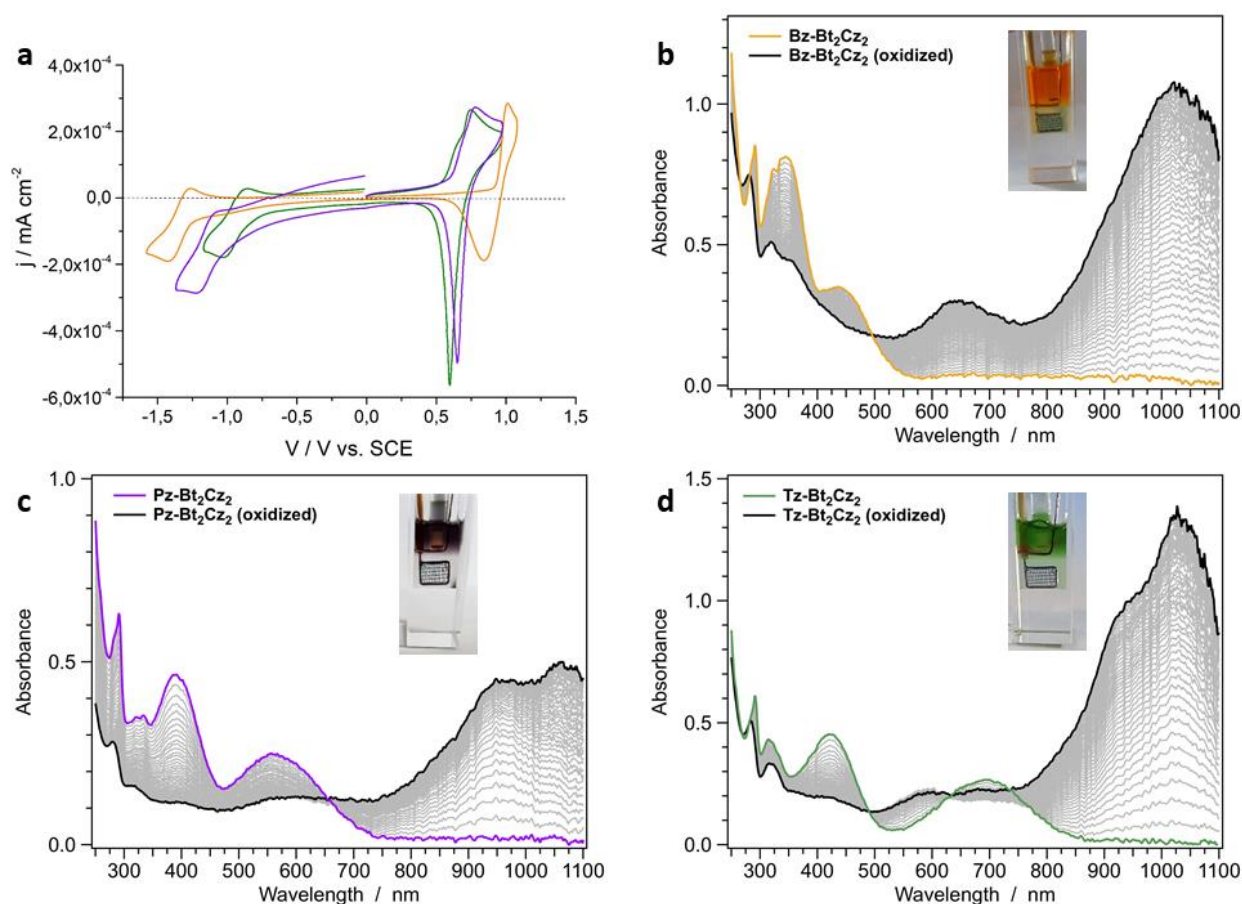 a
4,0x10⁻⁴
2,0x10⁻⁴
0,0
-2,0x10⁻⁴
-4,0x10⁻⁴
-6,0x10⁻⁴
j / mA cm⁻²
-1,5 -1,0 -0,5 0,0 0,5 1,0 1,5
V / V vs. SCE
b
Bz-Bt₂Cz₂
Bz-Bt₂Cz₂ (oxidized)
1.0
0.5
0.0
Absorbance
300 400 500 600 700 800 900 1000 1100
Wavelength / nm
c
Pz-Bt₂Cz₂
Pz-Bt₂Cz₂ (oxidized)
1.0
0.5
0.0
Absorbance
300 400 500 600 700 800 900 1000 1100
Wavelength / nm
d
Tz-Bt₂Cz₂
Tz-Bt₂Cz₂ (oxidized)
1.5
1.0
0.5
0.0
Absorbance
300 400 500 600 700 800 900 1000 1100
Wavelength / nm